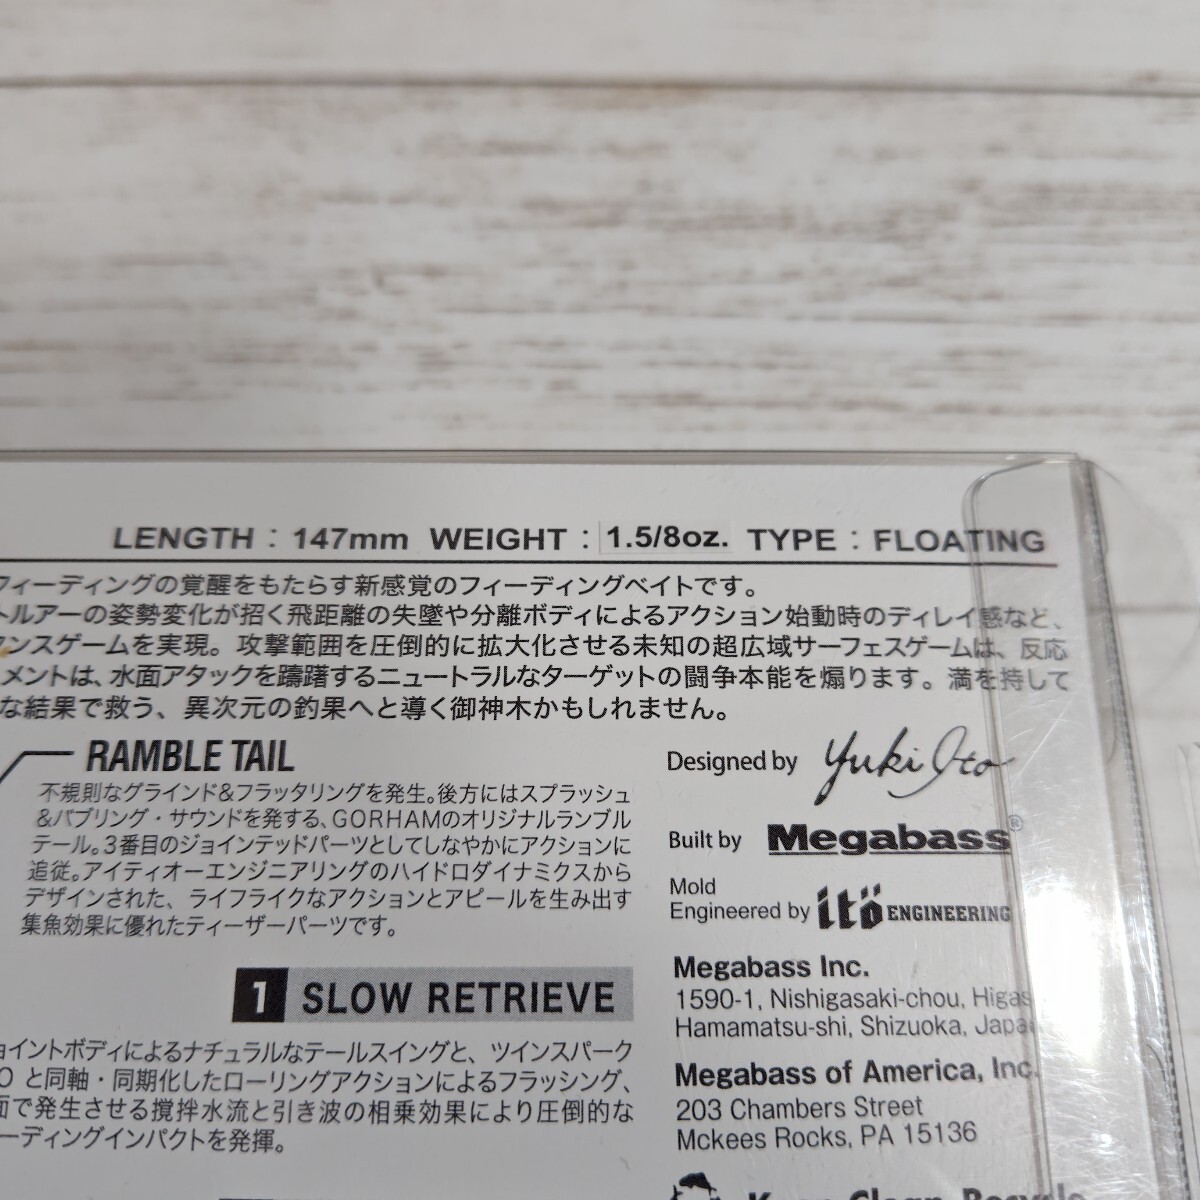 LENGTH：147mm WEIGHT：1.5/8oz. TYPE：FLOATING
フィーディングの覚醒をもたらす新感覚のフィーディングベイトです。
トルアーの姿勢変化が招く飛距離の失墜や分離ボディによるアクション始動時のディレイ感など、
ンスゲームを実現。攻撃範囲を圧倒的に拡大化させる未知の超広域サーフェスゲームは、反応
メントは、水面アタックを躊躇するニュートラルなターゲットの闘争本能を煽ります。満を持して
な結果で救う、異次元の釣果へと導く御神木かもしれません。
RAMBLE TAIL
不規則なグラインド&フラッタリングを発生。後方にはスプラッシュ
&バブリング・サウンドを発する、GORHAMのオリジナルランブル
テール。3番目のジョインテッドパーツとしてしなやかにアクションに
追従。アイティオーエンジニアリングのハイドロダイナミクスから
デザインされた、ライフライクなアクションとアピールを生み出す
集魚効果に優れたティーザーパーツです。
1 SLOW RETRIEVE
ョイントボディによるナチュラルなテールスイングと、ツインスパーク
O と同軸・同期化したローリングアクションによるフラッシング、
面で発生させる撹拌水流と引き波の相乗効果により圧倒的な
ーディングインパクトを発揮。
Designed by Yuki Ito
Built by Megabass®
Mold
Engineered by itö ENGINEERING
Megabass Inc.
1590-1, Nishigasaki-chou, Higas
Hamamatsu-shi, Shizuoka, Japa
Megabass of America, Inc.
203 Chambers Street
Mckees Rocks, PA 15136
Keep Clean, Recycl